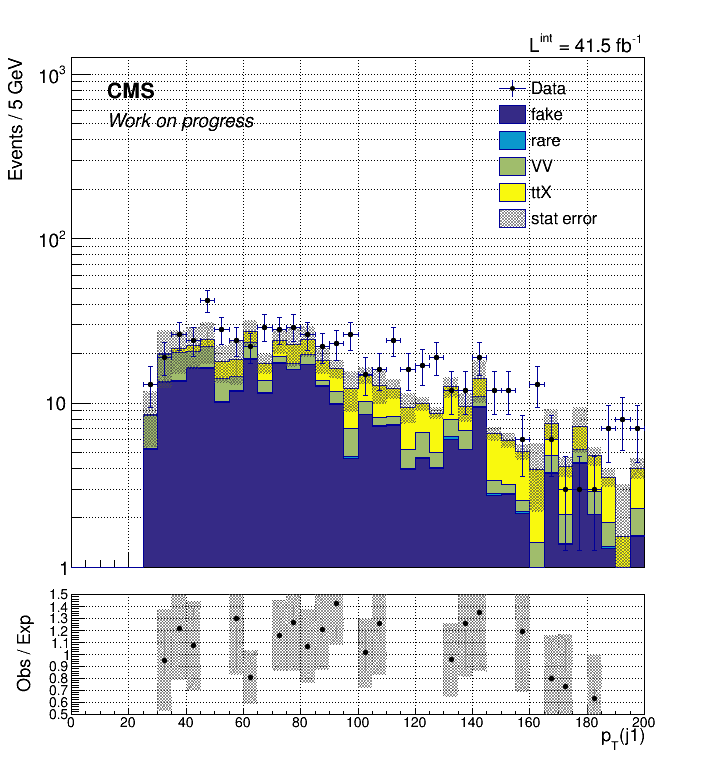 L^int = 41.5 fb^-1
Events / 5 GeV
10^3
10^2
10
1
CMS
Work on progress
Data
fake
rare
VV
ttX
stat error
Obs / Exp
1.5
1.4
1.3
1.2
1.1
1
0.9
0.8
0.7
0.6
0.5
0 20 40 60 80 100 120 140 160 180 200
p_T(j1)